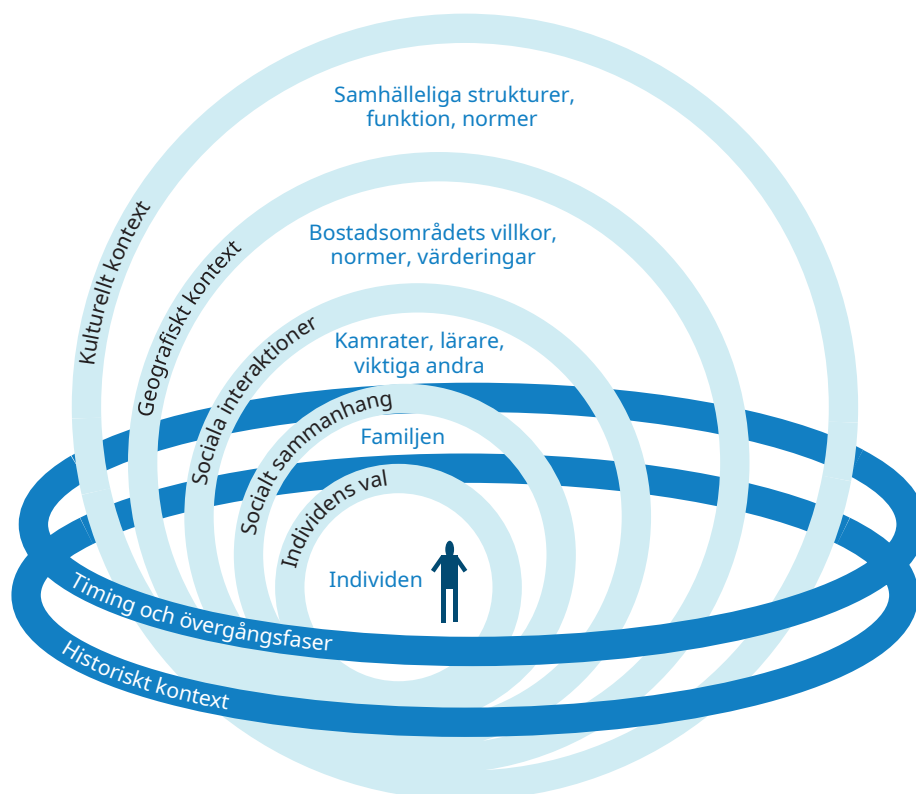 Samhälleliga strukturer,
funktion, normer
Kulturellt kontext
Bostadsområdets villkor,
normer, värderingar
Geografiskt kontext
Kamrater, lärare,
viktiga andra
Sociala interaktioner
Familjen
Socialt sammanhang
Individens val
Individen
Timing och övergångsfaser
Historiskt kontext